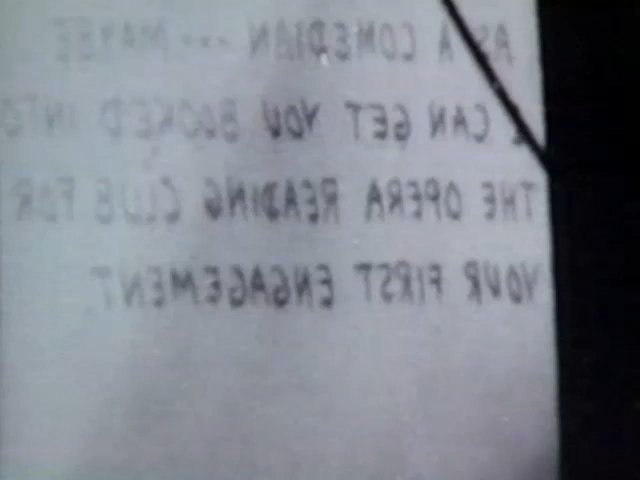 AS A COMEDIAN --- MAYBE
I CAN GET YOU BOOKED INTO
THE OPERA READING CLUB FOR
YOUR FIRST ENGAGEMENT.